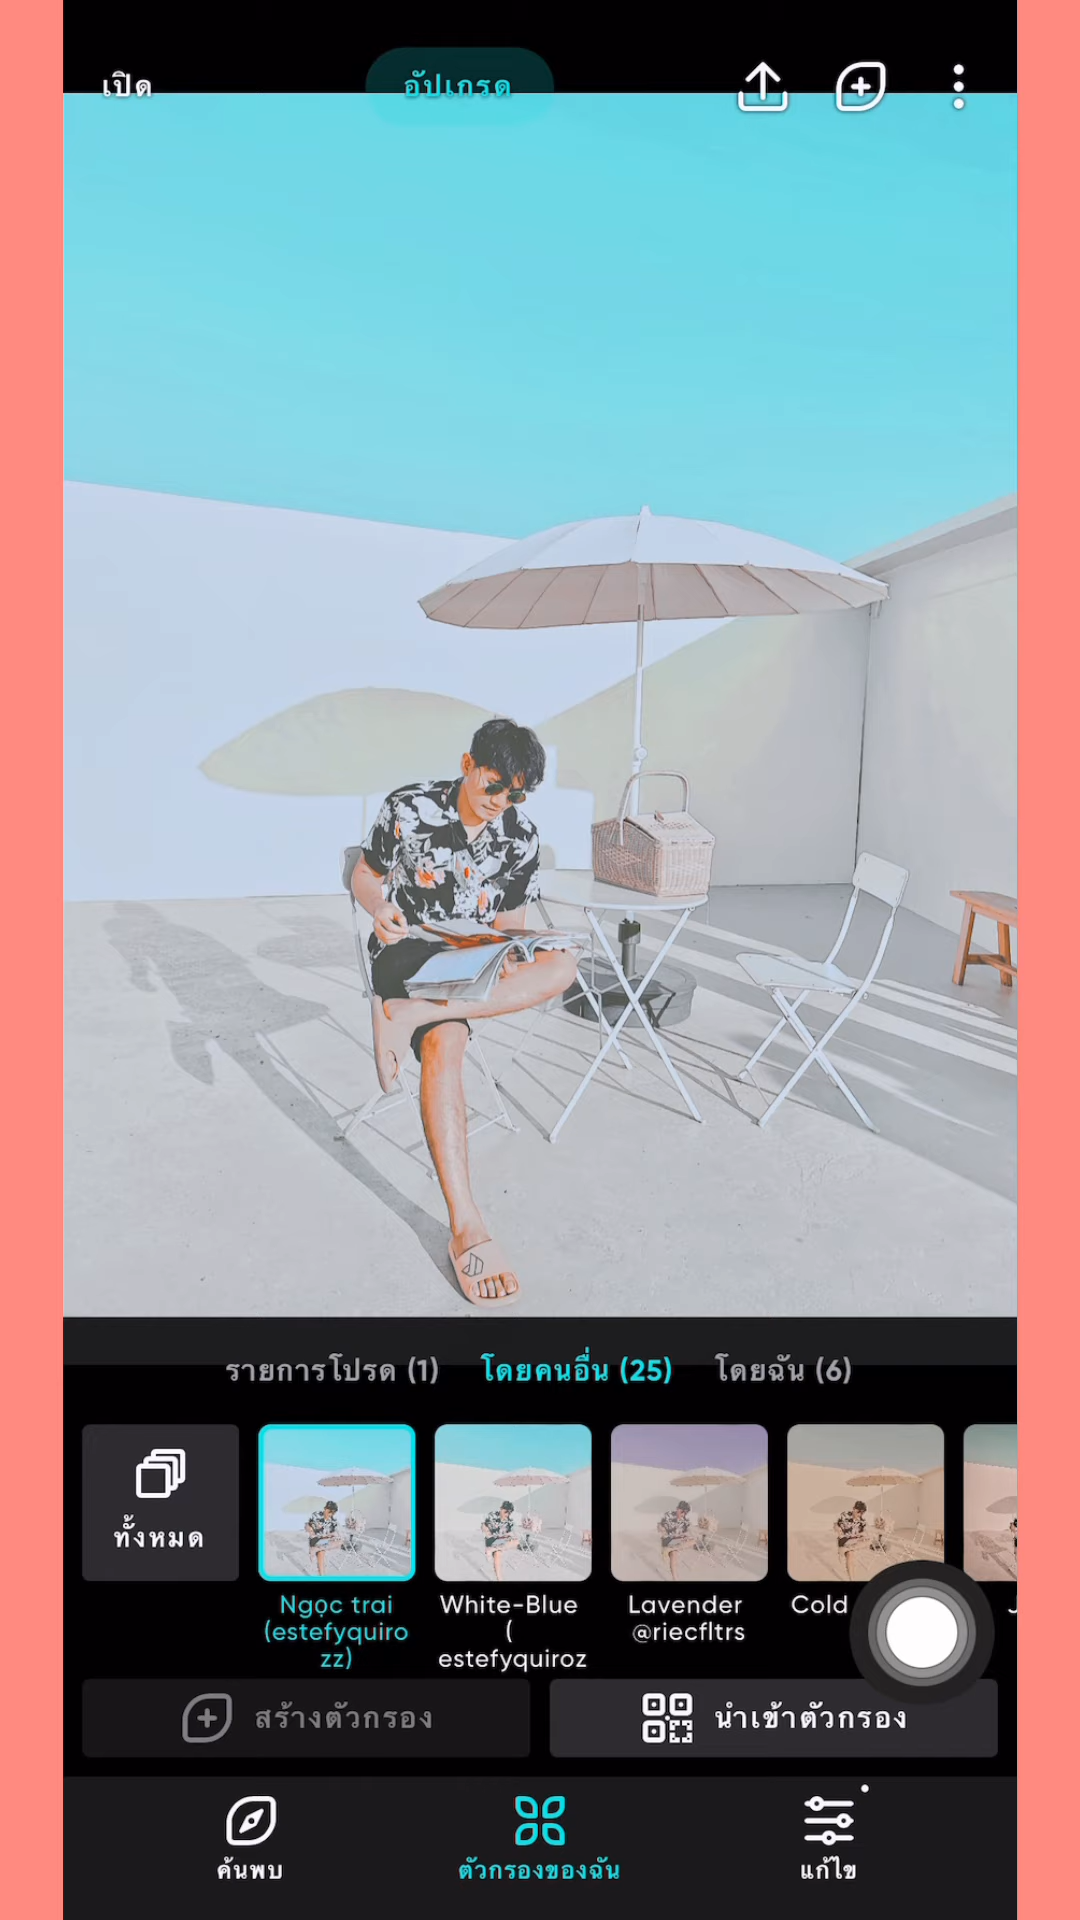 เปิด
อัปเกรด
รายการโปรด (1)
โดยคนอื่น (25)
โดยฉัน (6)
ทั้งหมด
Ngọc trai
(estefyquiro
zz)
White-Blue
(
estefyquiroz
Lavender
@riecfltrs
Cold
สร้างตัวกรอง
นำเข้าตัวกรอง
ค้นพบ
ตัวกรองของฉัน
แก้ไข